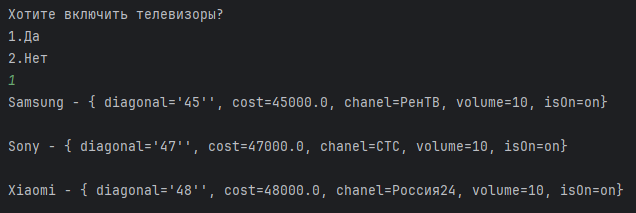 Хотите включить телевизоры?
1.Да
2.Нет
1
Samsung - { diagonal='45'', cost=45000.0, chanel=РенТВ, volume=10, isOn=on}
Sony - { diagonal='47'', cost=47000.0, chanel=СТС, volume=10, isOn=on}
Xiaomi - { diagonal='48'', cost=48000.0, chanel=Россия24, volume=10, isOn=on}